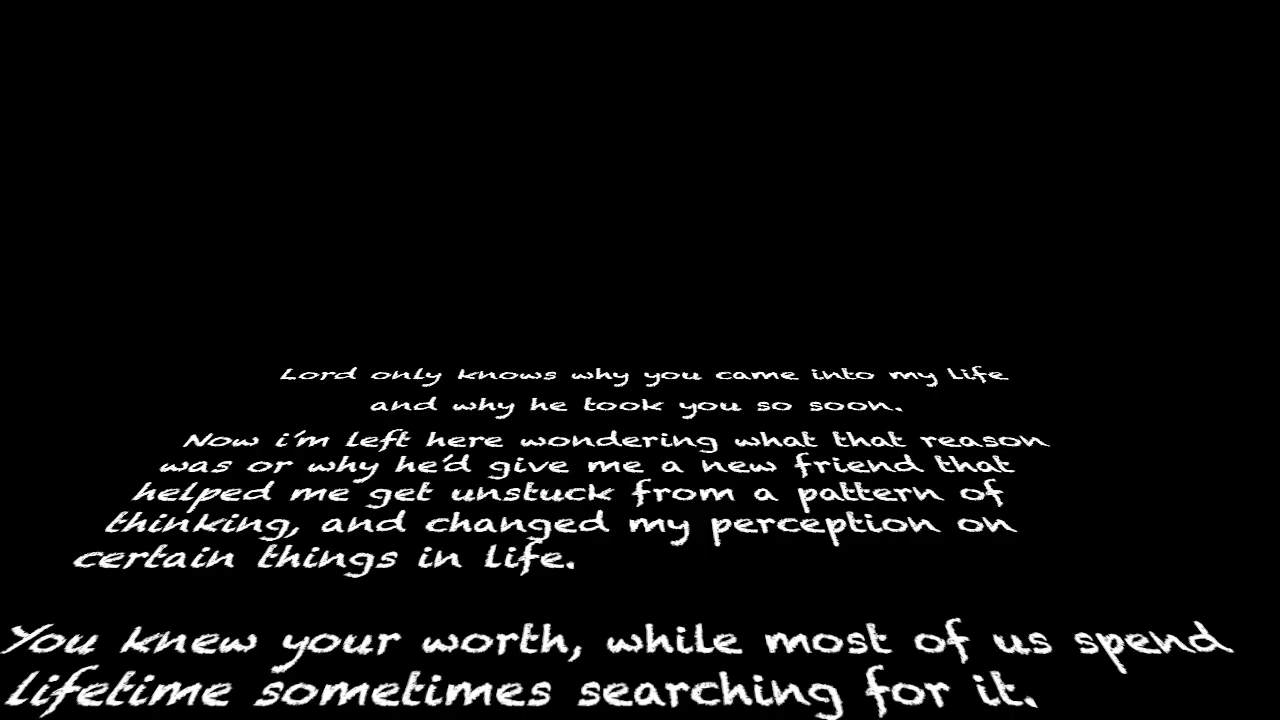 Lord only knows why you came into my life
and why he took you so soon.
Now i'm left here wondering what that reason
was or why he'd give me a new friend that
helped me get unstuck from a pattern of
thinking, and changed my perception on
certain things in life.
You knew your worth, while most of us spend
lifetime sometimes searching for it.